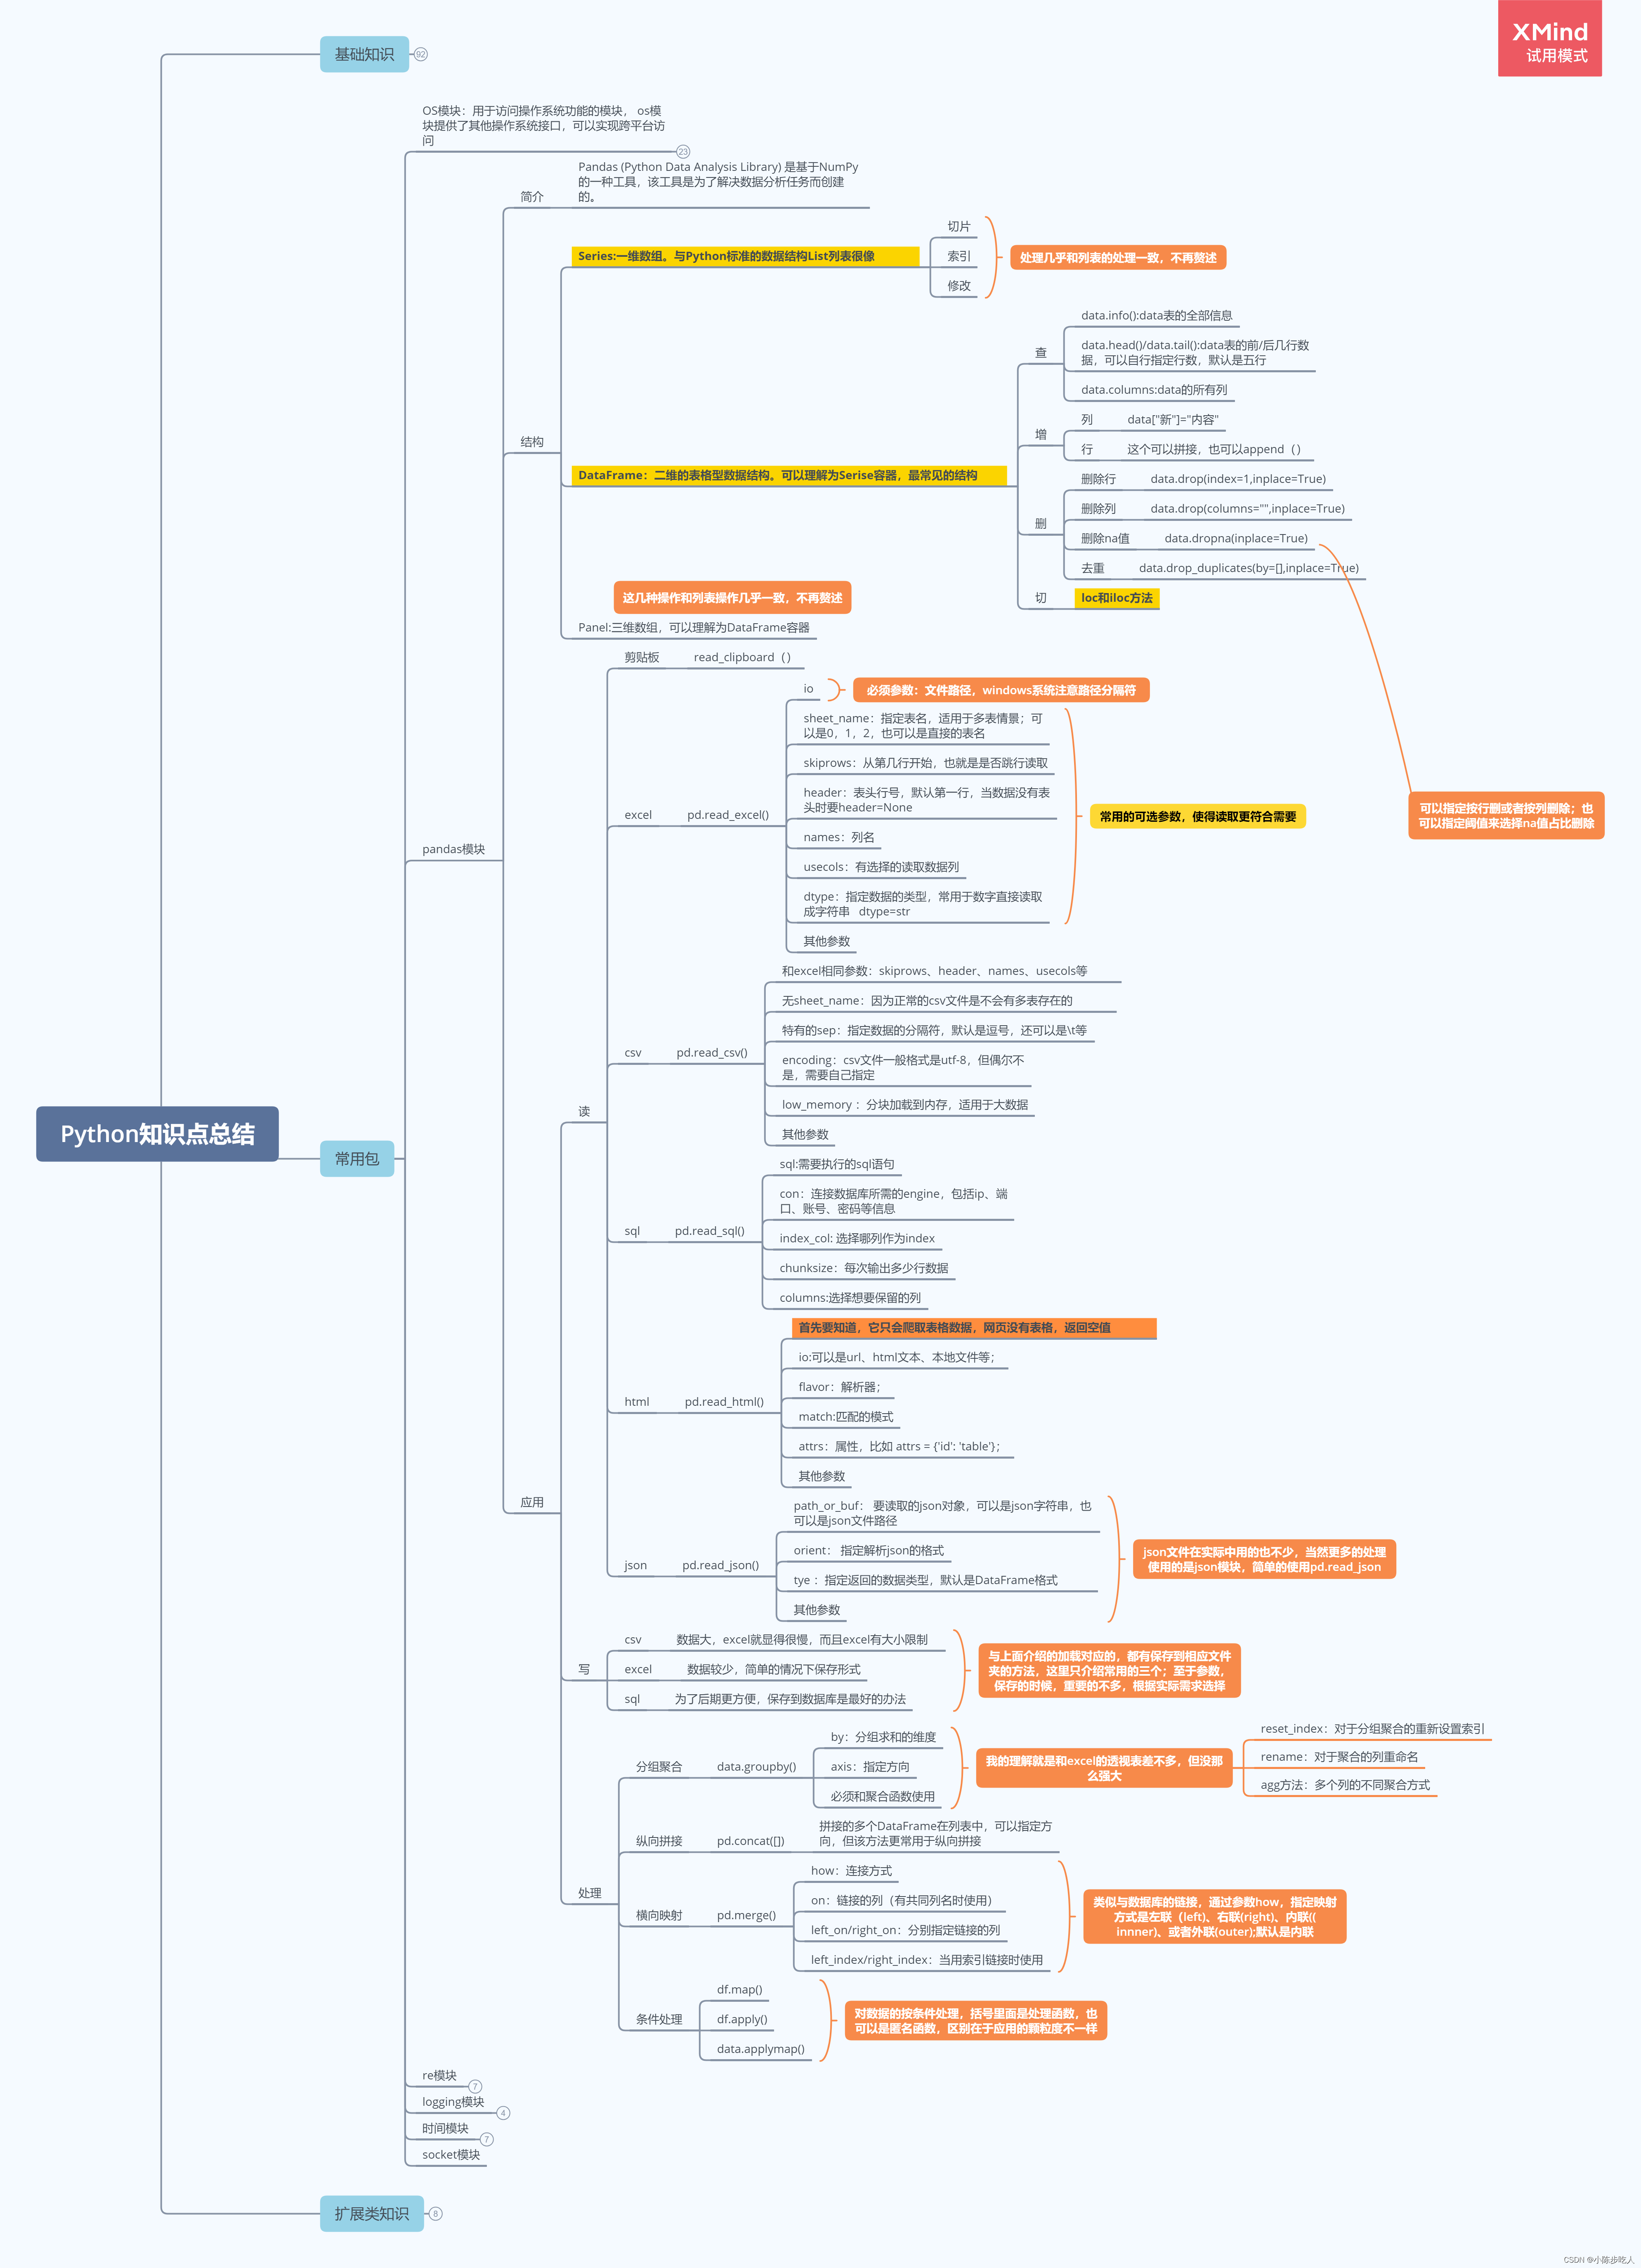 XMind
试用模式
基础知识
92
OS模块：用于访问操作系统功能的模块， os模
块提供了其他操作系统接口，可以实现跨平台访
问
23
简介
Pandas (Python Data Analysis Library) 是基于NumPy
的一种工具，该工具是为了解决数据分析任务而创建
的。
切片
Series:一维数组。与Python标准的数据结构List列表很像
索引
处理几乎和列表的处理一致，不再赘述
修改
data.info():data表的全部信息
查
data.head()/data.tail():data表的前/后几行数
据，可以自行指定行数，默认是五行
data.columns:data的所有列
增
列
data["新"]="内容"
行
这个可以拼接，也可以append（）
结构
DataFrame：二维的表格型数据结构。可以理解为Serise容器，最常见的结构
删除行
data.drop(index=1,inplace=True)
删除列
data.drop(columns="",inplace=True)
删
删除na值
data.dropna(inplace=True)
去重
data.drop_duplicates(by=[],inplace=True)
这几种操作和列表操作几乎一致，不再赘述
切
loc和iloc方法
Panel:三维数组，可以理解为DataFrame容器
剪贴板
read_clipboard（）
io
必须参数：文件路径，windows系统注意路径分隔符
sheet_name：指定表名，适用于多表情景；可
以是0，1，2，也可以是直接的表名
skiprows：从第几行开始，也就是是否跳行读取
header：表头行号，默认第一行，当数据没有表
头时要header=None
excel
pd.read_excel()
常用的可选参数，使得读取更符合需要
可以指定按行删或者按列删除；也
可以指定阈值来选择na值占比删除
names：列名
pandas模块
usecols：有选择的读取数据列
dtype：指定数据的类型，常用于数字直接读取
成字符串 dtype=str
其他参数
和excel相同参数：skiprows、header、names、usecols等
无sheet_name：因为正常的csv文件是不会有多表存在的
特有的sep：指定数据的分隔符，默认是逗号，还可以是\t等
csv
pd.read_csv()
encoding：csv文件一般格式是utf-8，但偶尔不
是，需要自己指定
low_memory ：分块加载到内存，适用于大数据
读
其他参数
Python知识点总结
常用包
sql:需要执行的sql语句
con：连接数据库所需的engine，包括ip、端
口、账号、密码等信息
sql
pd.read_sql()
index_col: 选择哪列作为index
chunksize：每次输出多少行数据
columns:选择想要保留的列
首先要知道，它只会爬取表格数据，网页没有表格，返回空值
io:可以是url、html文本、本地文件等；
flavor：解析器；
html
pd.read_html()
match:匹配的模式
attrs：属性，比如 attrs = {'id': 'table'}；
其他参数
应用
path_or_buf： 要读取的json对象，可以是json字符串，也
可以是json文件路径
orient： 指定解析json的格式
json
pd.read_json()
tye ：指定返回的数据类型，默认是DataFrame格式
其他参数
json文件在实际中用的也不少，当然更多的处理
使用的是json模块，简单的使用pd.read_json
csv
数据大，excel就显得很慢，而且excel有大小限制
写
excel
数据较少，简单的情况下保存形式
sql
为了后期更方便，保存到数据库是最好的办法
与上面介绍的加载对应的，都有保存到相应文件
夹的方法，这里只介绍常用的三个；至于参数，
保存的时候，重要的不多，根据实际需求选择
by：分组求和的维度
分组聚合
data.groupby()
axis：指定方向
必须和聚合函数使用
我的理解就是和excel的透视表差不多，但没那
么强大
reset_index：对于分组聚合的重新设置索引
rename：对于聚合的列重命名
agg方法：多个列的不同聚合方式
纵向拼接
pd.concat([])
拼接的多个DataFrame在列表中，可以指定方
向，但该方法更常用于纵向拼接
处理
how：连接方式
on：链接的列（有共同列名时使用）
横向映射
pd.merge()
left_on/right_on：分别指定链接的列
left_index/right_index：当用索引链接时使用
类似与数据库的链接，通过参数how，指定映射
方式是左联（left)、右联(right)、内联((
innner)、或者外联(outer);默认是内联
df.map()
条件处理
df.apply()
data.applymap()
对数据的按条件处理，括号里面是处理函数，也
可以是匿名函数，区别在于应用的颗粒度不一样
re模块
7
logging模块
4
时间模块
7
socket模块
扩展类知识
8
CSDN @小陈步吃人